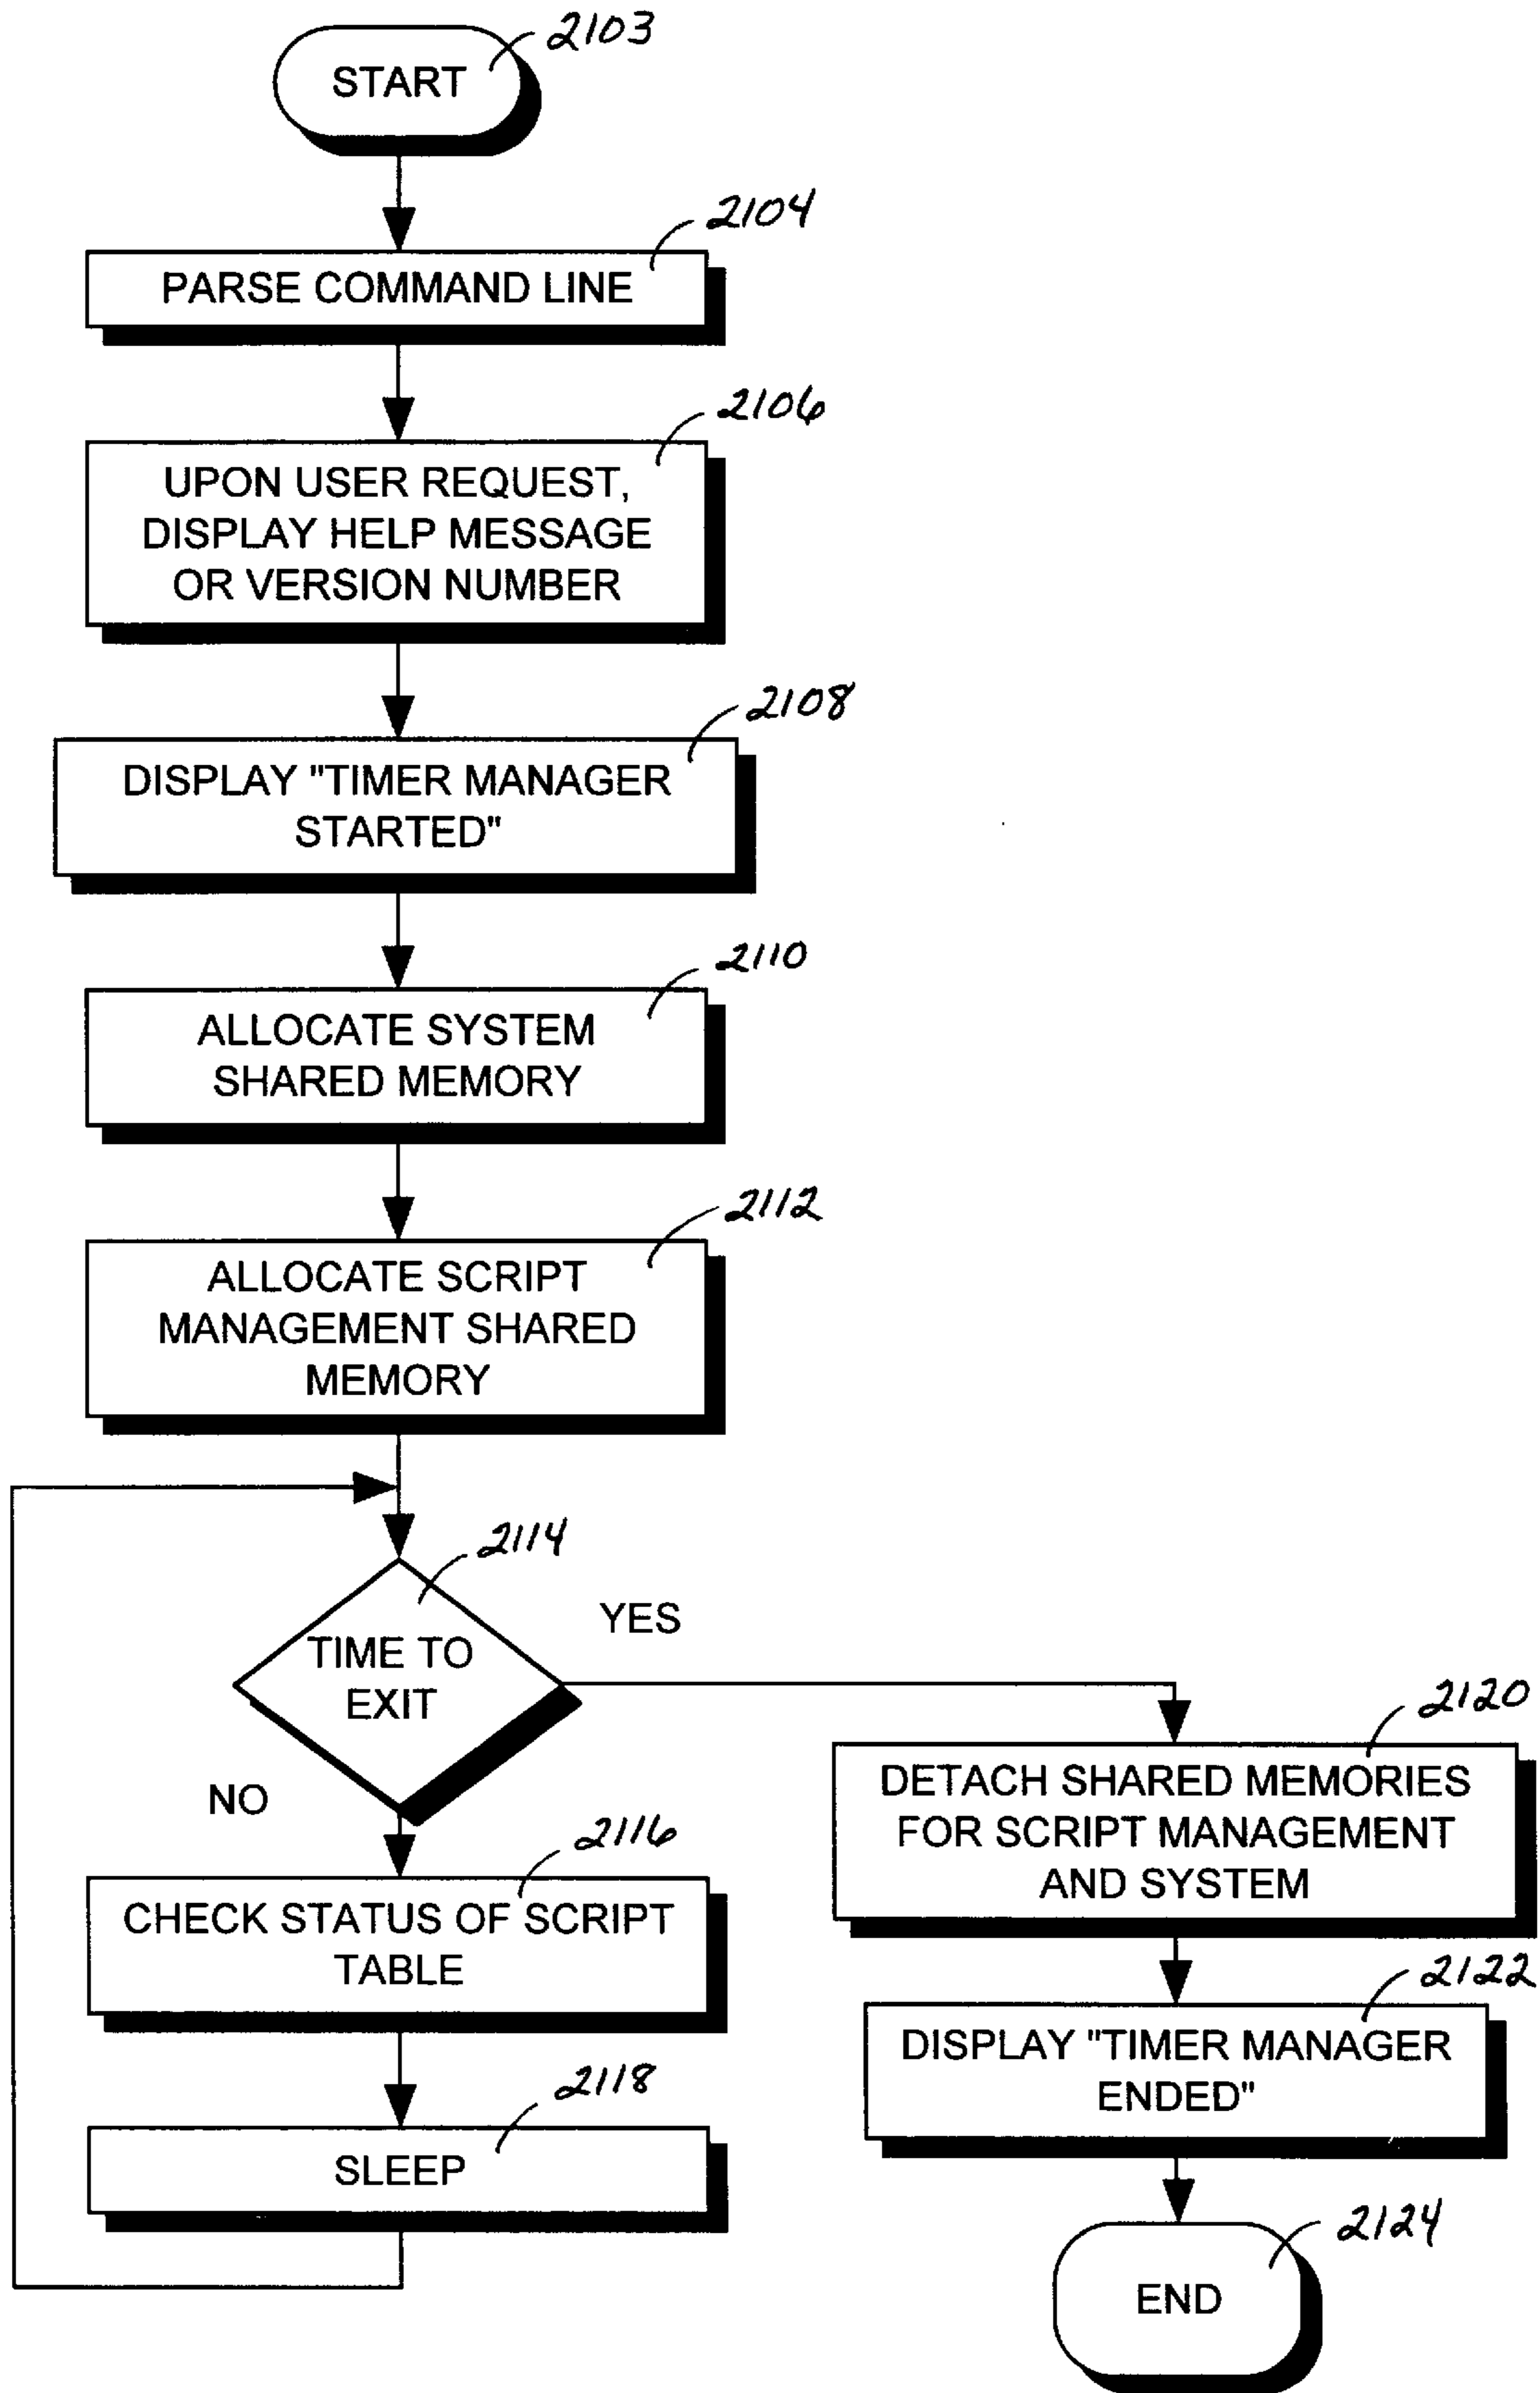 2103
START
2104
PARSE COMMAND LINE
2106
UPON USER REQUEST,
DISPLAY HELP MESSAGE
OR VERSION NUMBER
2108
DISPLAY "TIMER MANAGER
STARTED"
2110
ALLOCATE SYSTEM
SHARED MEMORY
2112
ALLOCATE SCRIPT
MANAGEMENT SHARED
MEMORY
2114
TIME TO
EXIT
YES
NO
2116
CHECK STATUS OF SCRIPT
TABLE
2118
SLEEP
2120
DETACH SHARED MEMORIES
FOR SCRIPT MANAGEMENT
AND SYSTEM
2122
DISPLAY "TIMER MANAGER
ENDED"
2124
END